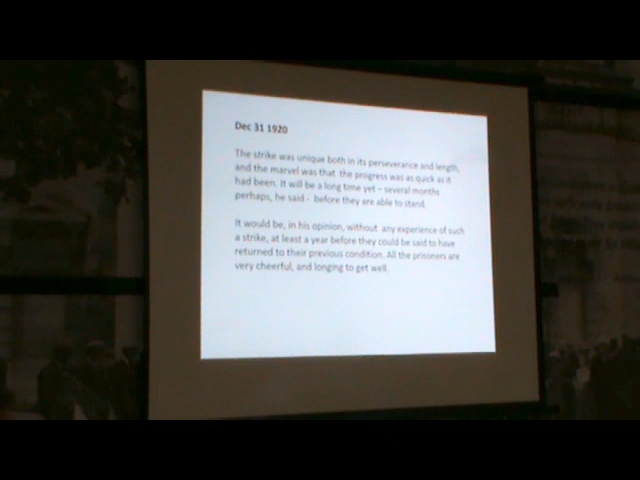 Dec 31 1920
The strike was unique both in its perseverance and length,
and the marvel was that the progress was as quick as it
had been. It will be a long time yet – several months
perhaps, he said - before they are able to stand.
It would be, in his opinion, without any experience of such
a strike, at least a year before they could be said to have
returned to their previous condition. All the prisoners are
very cheerful, and longing to get well.